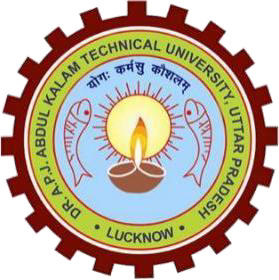 DR. A.P.J. ABDUL KALAM TECHNICAL UNIVERSITY, UTTAR PRADESH
योगः कर्मसु कौशलम्
• LUCKNOW •